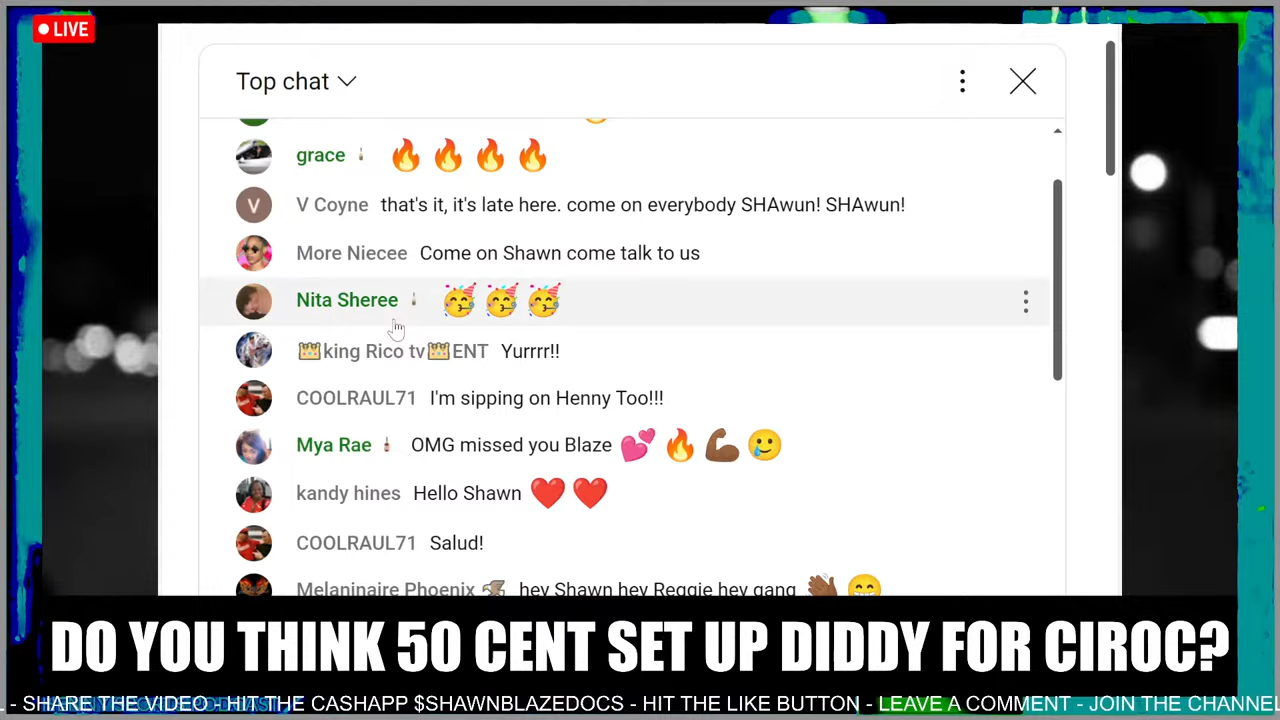 LIVE
Top chat
grace
V
V Coyne that's it, it's late here. come on everybody SHAwun! SHAwun!
More Niecee Come on Shawn come talk to us
Nita Sheree
king Rico tv ENT Yurrrr!!
COOLRAUL71 I'm sipping on Henny Too!!!
Mya Rae OMG missed you Blaze
kandy hines Hello Shawn
COOLRAUL71 Salud!
Melaninaire Phoenix hey Shawn hey Reggie hey gang
DO YOU THINK 50 CENT SET UP DIDDY FOR CIROC?
- SHARE THE VIDEO - HIT THE CASHAPP $SHAWNBLAZEDOCS - HIT THE LIKE BUTTON - LEAVE A COMMENT - JOIN THE CHANNEL